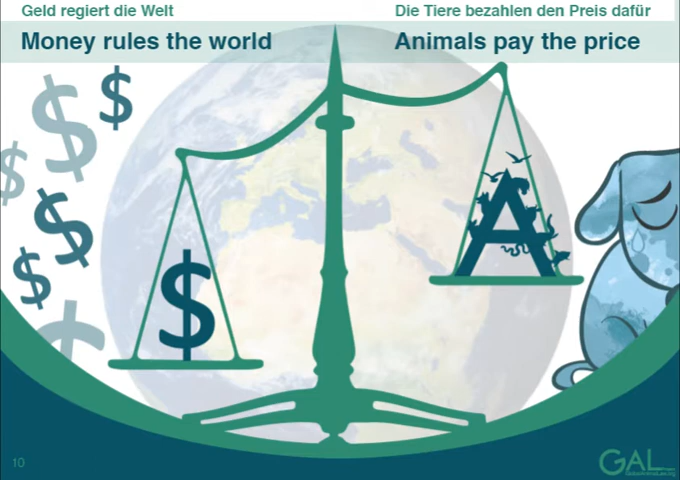 Geld regiert die Welt
Money rules the world
Die Tiere bezahlen den Preis dafür
Animals pay the price
$
$
$
$
$
$
A
10
GAL